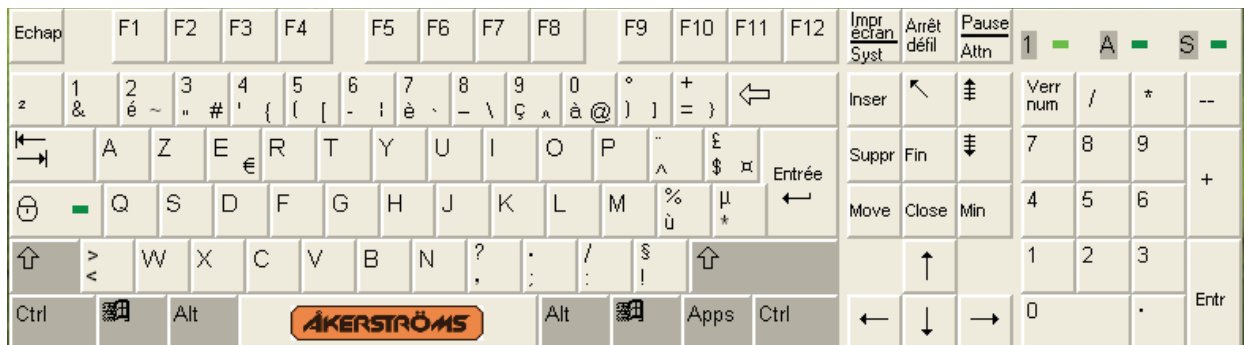 Echap F1 F2 F3 F4 F5 F6 F7 F8 F9 F10 F11 F12 Impr écran Syst Arrêt défil Pause Attn 1 A S
² 1 & 2 é ~ 3 " # 4 ' { 5 ( [ 6 - ¦ 7 è ` 8 – \ 9 ç ^ 0 à @ ° ) ] + = } Inser Verr num / * --
A Z E € R T Y U I O P ¨ ^ £ $ ¤ Entrée Suppr Fin 7 8 9 +
Q S D F G H J K L M % ù µ * Move Close Min 4 5 6
> < W X C V B N ? , . ; / : § ! 1 2 3
Ctrl Alt ÅKERSTRÖMS Alt Apps Ctrl 0 . Entr